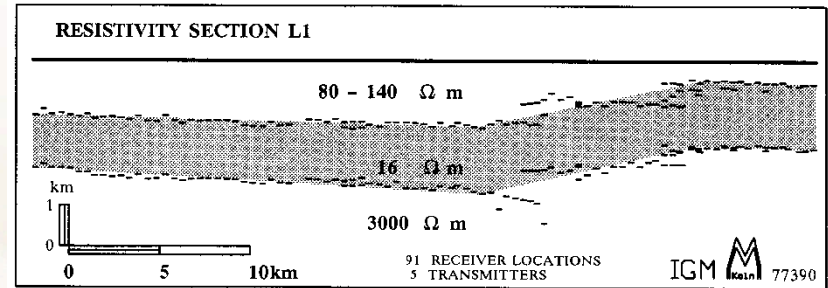 RESISTIVITY SECTION L1
80 - 140 Ω m
16 Ω m
km
1
0
3000 Ω m
0 5 10km
91 RECEIVER LOCATIONS
5 TRANSMITTERS
IGM Koln 77390